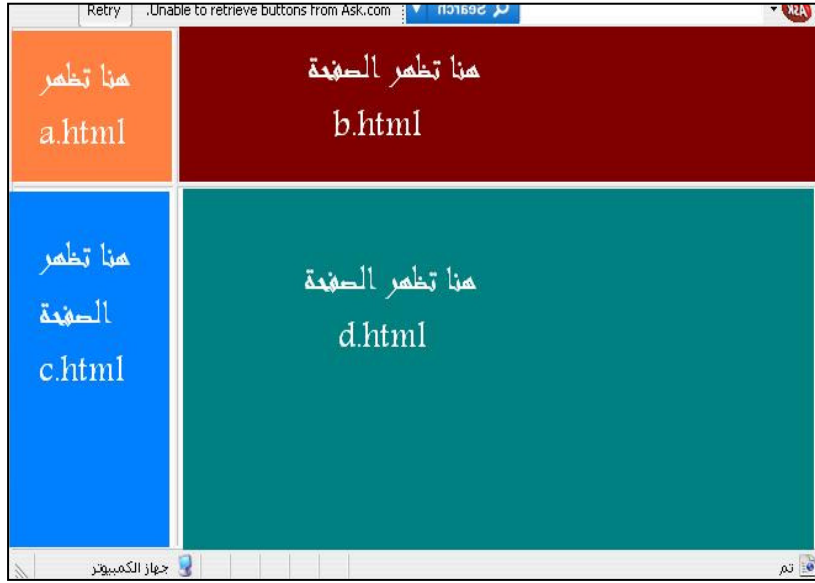 Retry .Unable to retrieve buttons from Ask.com Search ASK
هنا تظهر
a.html
هنا تظهر الصفحة
b.html
هنا تظهر
الصفحة
c.html
هنا تظهر الصفحة
d.html
جهاز الكمبيوتر تم